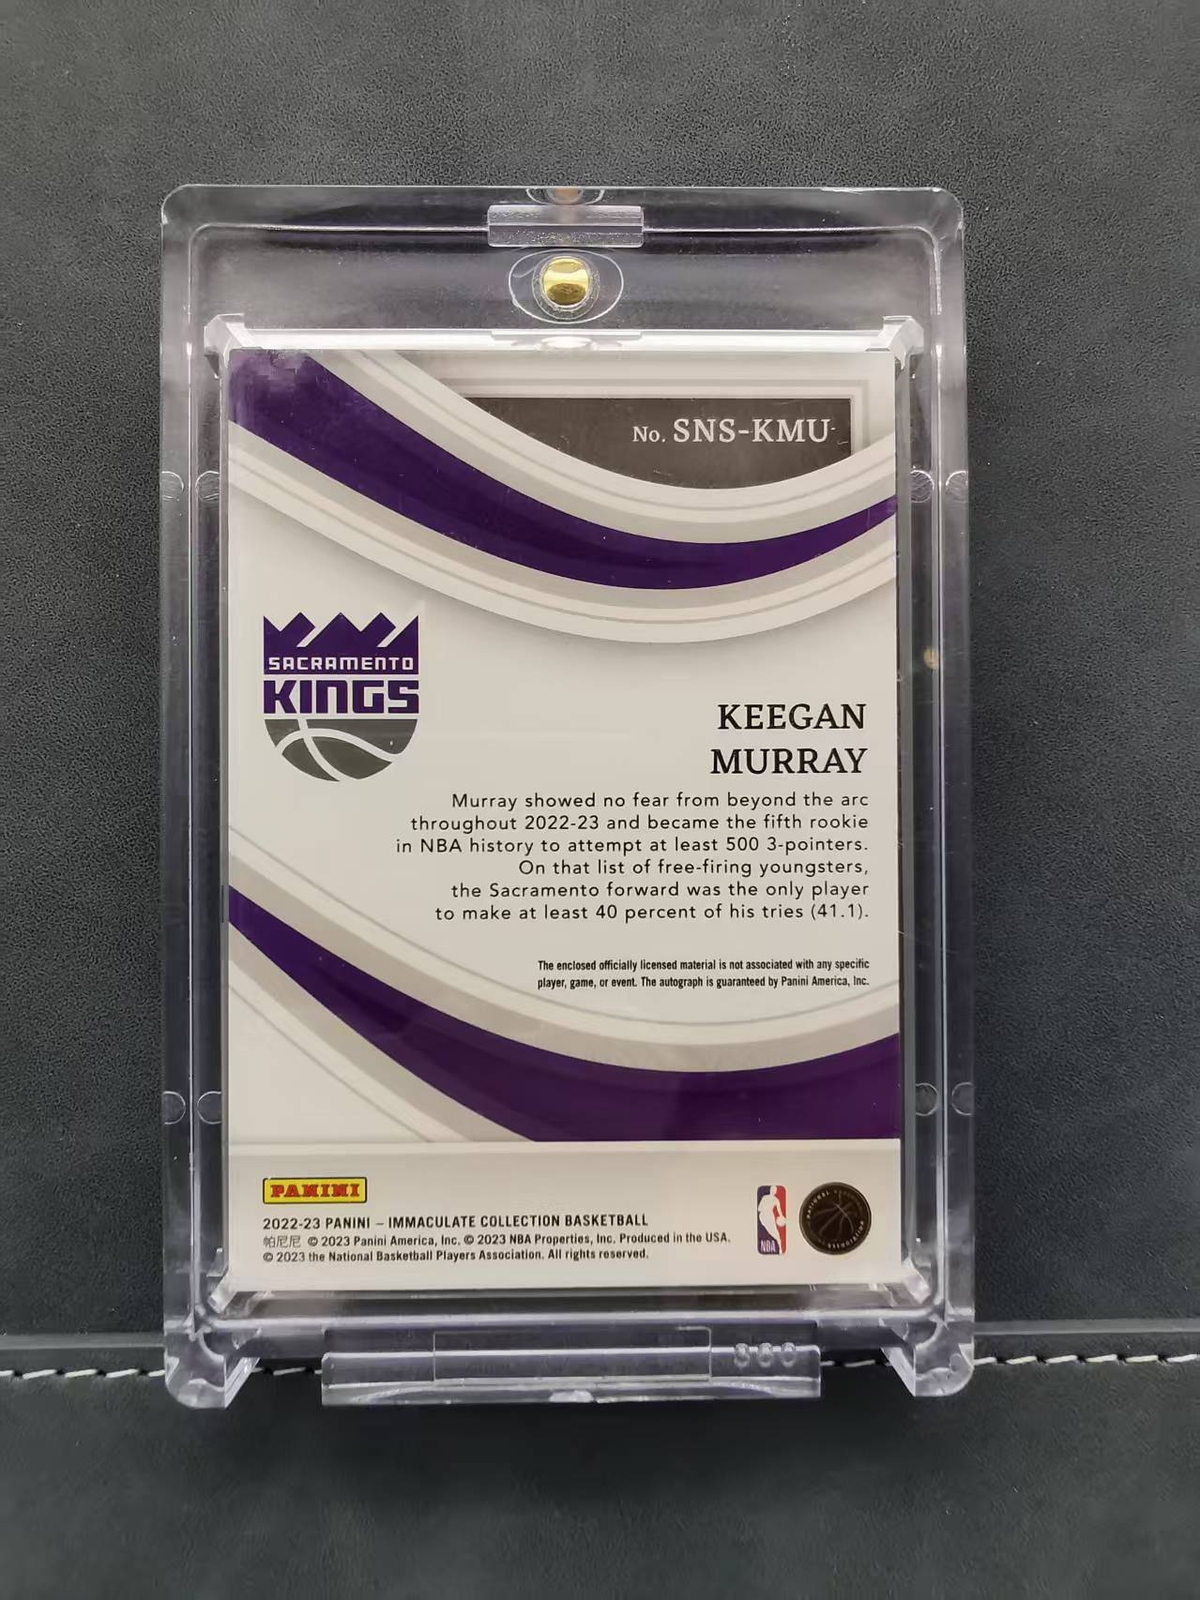 No. SNS-KMU
SACRAMENTO
KINGS
KEEGAN
MURRAY
Murray showed no fear from beyond the arc
throughout 2022-23 and became the fifth rookie
in NBA history to attempt at least 500 3-pointers.
On that list of free-firing youngsters,
the Sacramento forward was the only player
to make at least 40 percent of his tries (41.1).
The enclosed officially licensed material is not associated with any specific
player, game, or event. The autograph is guaranteed by Panini America, Inc.
PANINI
2022-23 PANINI – IMMACULATE COLLECTION BASKETBALL
帕尼尼 © 2023 Panini America, Inc. © 2023 NBA Properties, Inc. Produced in the USA.
© 2023 the National Basketball Players Association. All rights reserved.
NBA